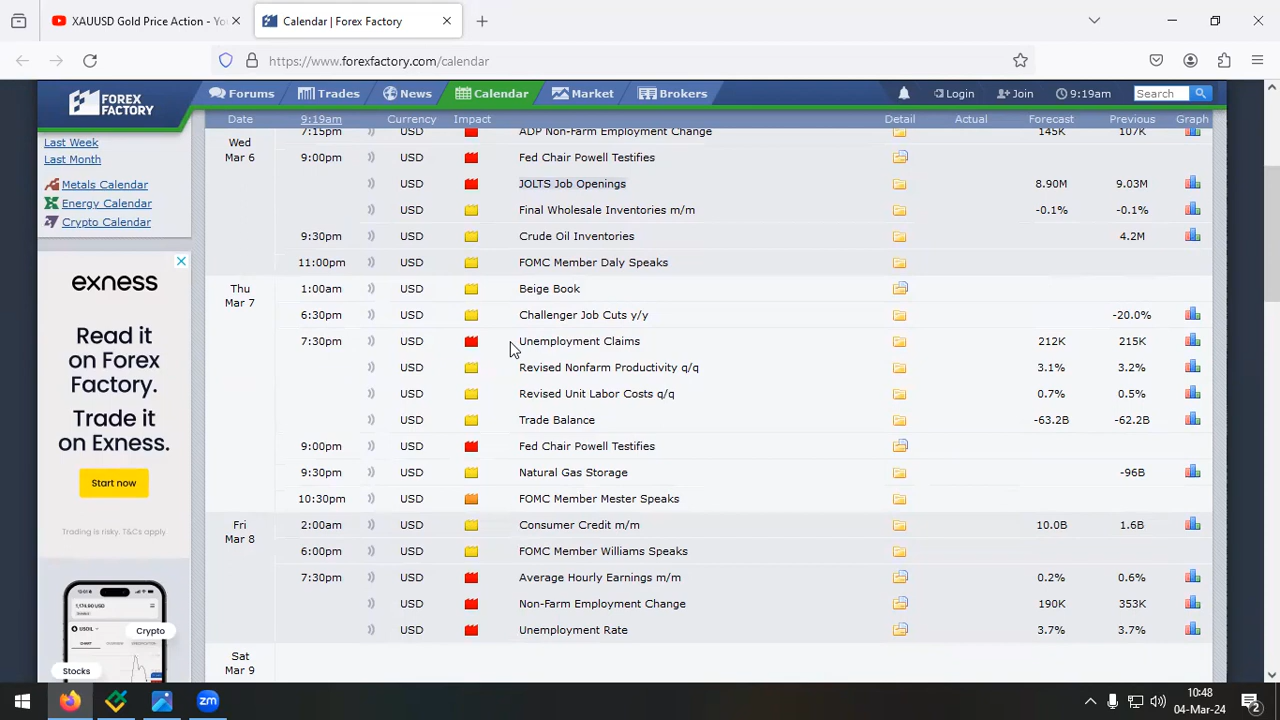 XAUUSD Gold Price Action - Yo
Calendar | Forex Factory
https://www.forexfactory.com/calendar
FOREX FACTORY
Forums
Trades
News
Calendar
Market
Brokers
Login
Join
9:19am
Search
Last Week
Last Month
Metals Calendar
Energy Calendar
Crypto Calendar
exness
Read it
on Forex
Factory.
Trade it
on Exness.
Start now
Trading is risky. T&Cs apply.
Crypto
Stocks
Date 9:19am Currency Impact Detail Actual Forecast Previous Graph
7:15pm USD ADP Non-Farm Employment Change 145K 107K
Wed
Mar 6
9:00pm USD Fed Chair Powell Testifies
USD JOLTS Job Openings 8.90M 9.03M
USD Final Wholesale Inventories m/m -0.1% -0.1%
9:30pm USD Crude Oil Inventories 4.2M
11:00pm USD FOMC Member Daly Speaks
Thu
Mar 7
1:00am USD Beige Book
6:30pm USD Challenger Job Cuts y/y -20.0%
7:30pm USD Unemployment Claims 212K 215K
USD Revised Nonfarm Productivity q/q 3.1% 3.2%
USD Revised Unit Labor Costs q/q 0.7% 0.5%
USD Trade Balance -63.2B -62.2B
9:00pm USD Fed Chair Powell Testifies
9:30pm USD Natural Gas Storage -96B
10:30pm USD FOMC Member Mester Speaks
Fri
Mar 8
2:00am USD Consumer Credit m/m 10.0B 1.6B
6:00pm USD FOMC Member Williams Speaks
7:30pm USD Average Hourly Earnings m/m 0.2% 0.6%
USD Non-Farm Employment Change 190K 353K
USD Unemployment Rate 3.7% 3.7%
Sat
Mar 9
zm
10:48
04-Mar-24
2